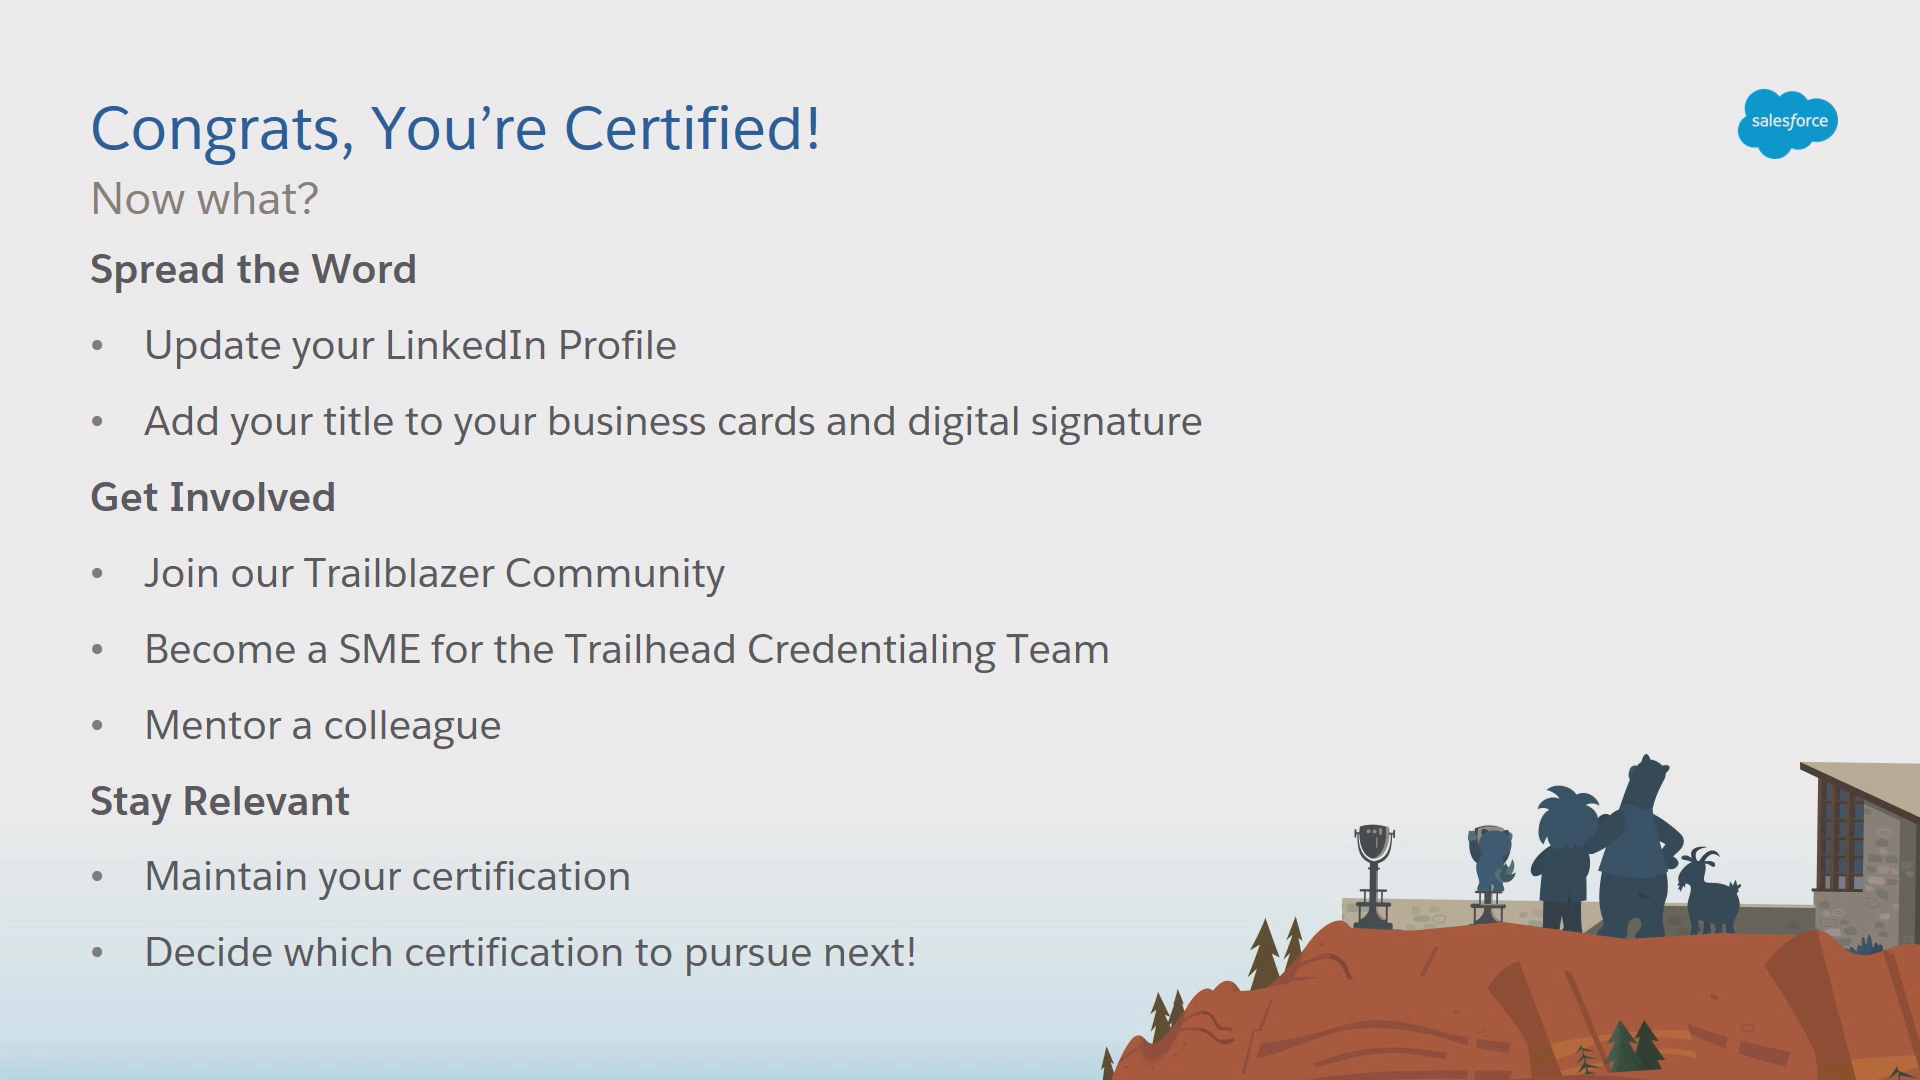 Congrats, You’re Certified!
salesforce
Now what?
Spread the Word
• Update your LinkedIn Profile
• Add your title to your business cards and digital signature
Get Involved
• Join our Trailblazer Community
• Become a SME for the Trailhead Credentialing Team
• Mentor a colleague
Stay Relevant
• Maintain your certification
• Decide which certification to pursue next!